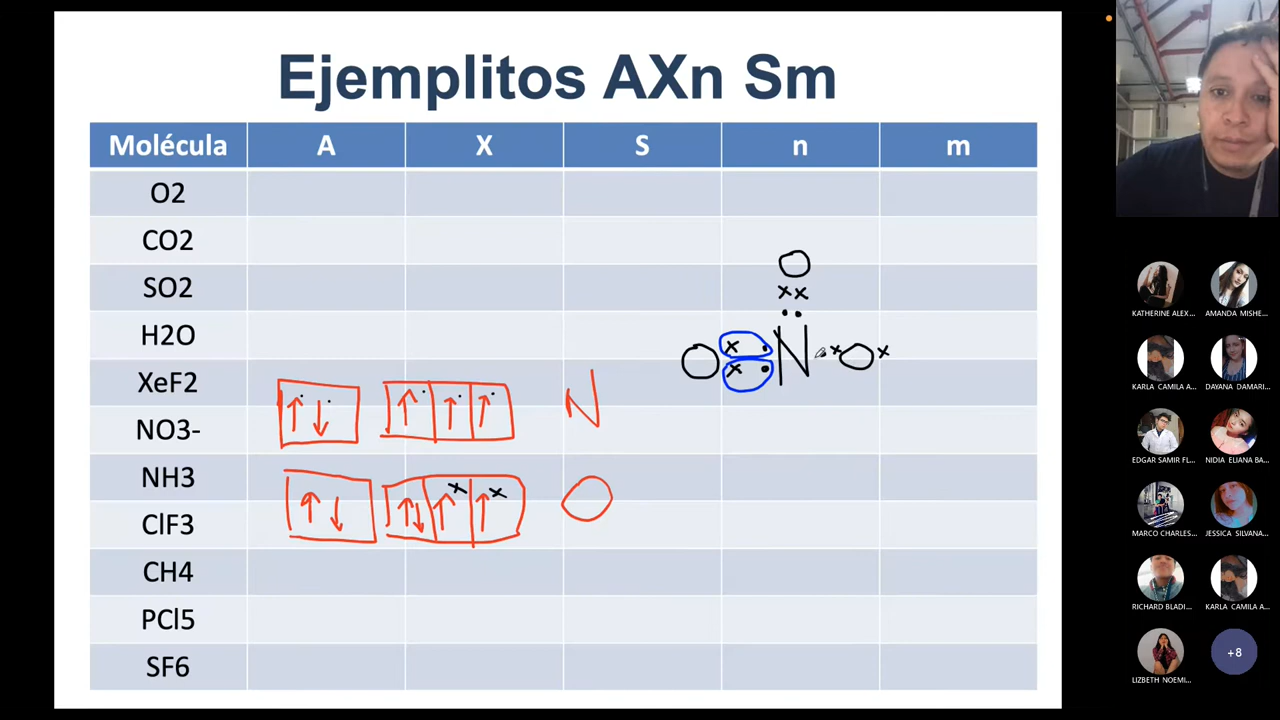 Ejemplitos AXn Sm
Molécula A X S n m
O2
CO2
SO2
H2O
XeF2
NO3-
NH3
ClF3
CH4
PCl5
SF6
O
xx
··
O x· x· N xOx
↑↓ ↑ ↑ ↑ N
x x
↑↓ ↑↓ ↑ ↑ O
KATHERINE ALEX...
AMANDA MISHE...
KARLA CAMILA A...
DAYANA DAMARI...
EDGAR SAMIR FL...
NIDIA ELIANA BA...
MARCO CHARLES...
JESSICA SILVANA...
RICHARD BLADI...
KARLA CAMILA A...
LIZBETH NOEMI...
+8